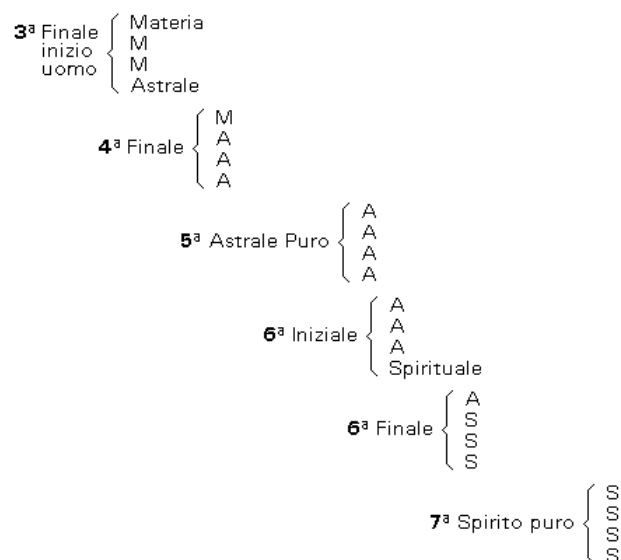 3ª Finale
inizio
uomo
Materia
M
M
Astrale
4ª Finale
M
A
A
A
5ª Astrale Puro
A
A
A
A
6ª Iniziale
A
A
A
Spirituale
6ª Finale
A
S
S
S
7ª Spirito puro
S
S
S
S